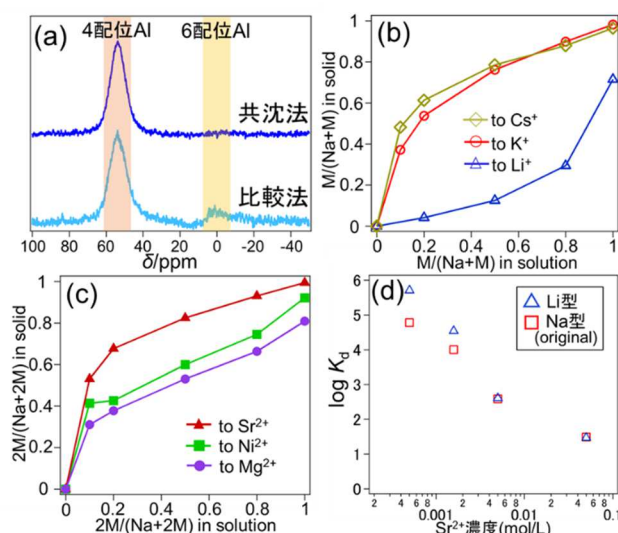 (a)
4配位Al
6配位Al
共沈法
比較法
100 80 60 40 20 0 -20 -40
δ/ppm
(b)
M/(Na+M) in solid
1
0.8
0.6
0.4
0.2
0
to Cs⁺
to K⁺
to Li⁺
0 0.2 0.4 0.6 0.8 1
M/(Na+M) in solution
(c)
2M/(Na+2M) in solid
1
0.8
0.6
0.4
0.2
0
to Sr²⁺
to Ni²⁺
to Mg²⁺
0 0.2 0.4 0.6 0.8 1
2M/(Na+2M) in solution
(d)
log Kd
6
5
4
3
2
1
0
Li型
Na型
(original)
2 4 6 8 2 4 6 8 2 4 6 8
0.001 0.01 0.1
Sr²⁺濃度(mol/L)